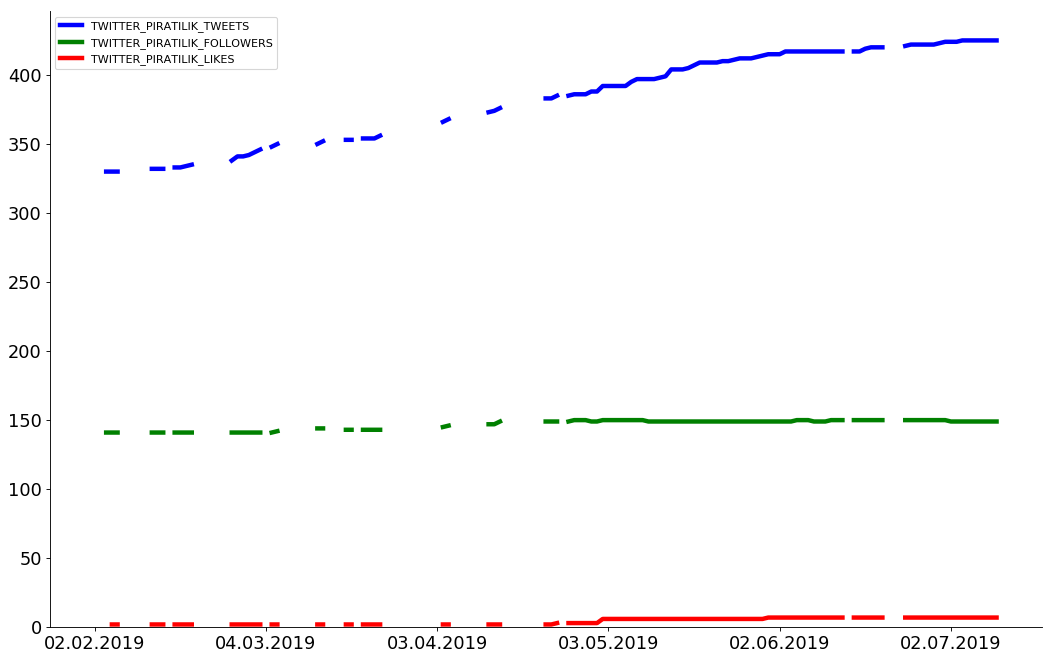 TWITTER_PIRATILIK_TWEETS
TWITTER_PIRATILIK_FOLLOWERS
TWITTER_PIRATILIK_LIKES
400
350
300
250
200
150
100
50
0
02.02.2019 04.03.2019 03.04.2019 03.05.2019 02.06.2019 02.07.2019